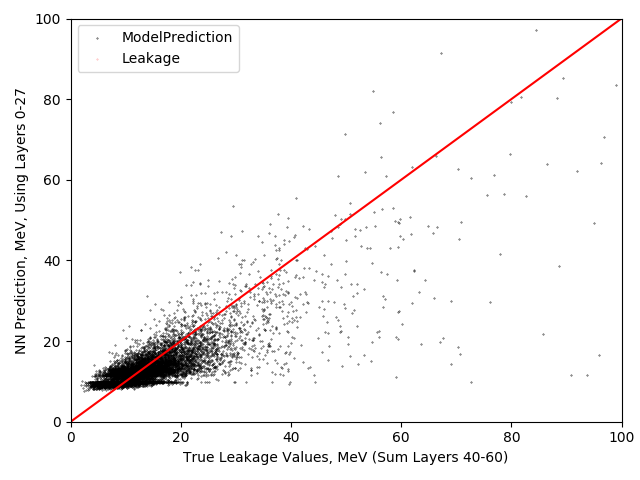 100
80
60
40
20
0
NN Prediction, MeV, Using Layers 0-27
ModelPrediction
Leakage
0 20 40 60 80 100
True Leakage Values, MeV (Sum Layers 40-60)